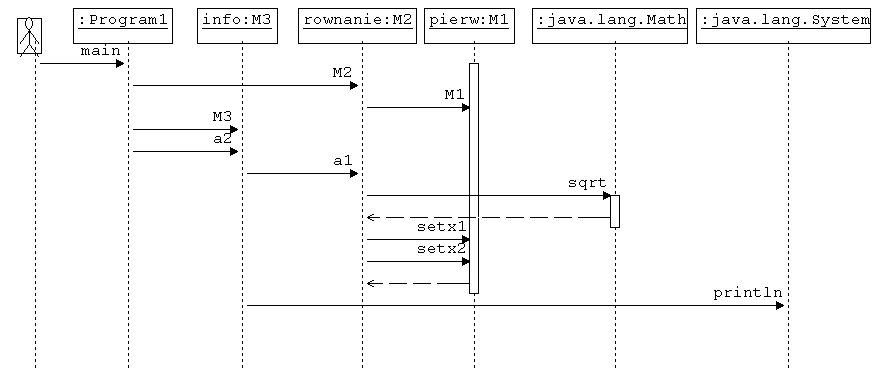 :Program1
info:M3
rownanie:M2
pierw:M1
:java.lang.Math
:java.lang.System
main
M2
M1
M3
a2
a1
sqrt
setx1
setx2
println